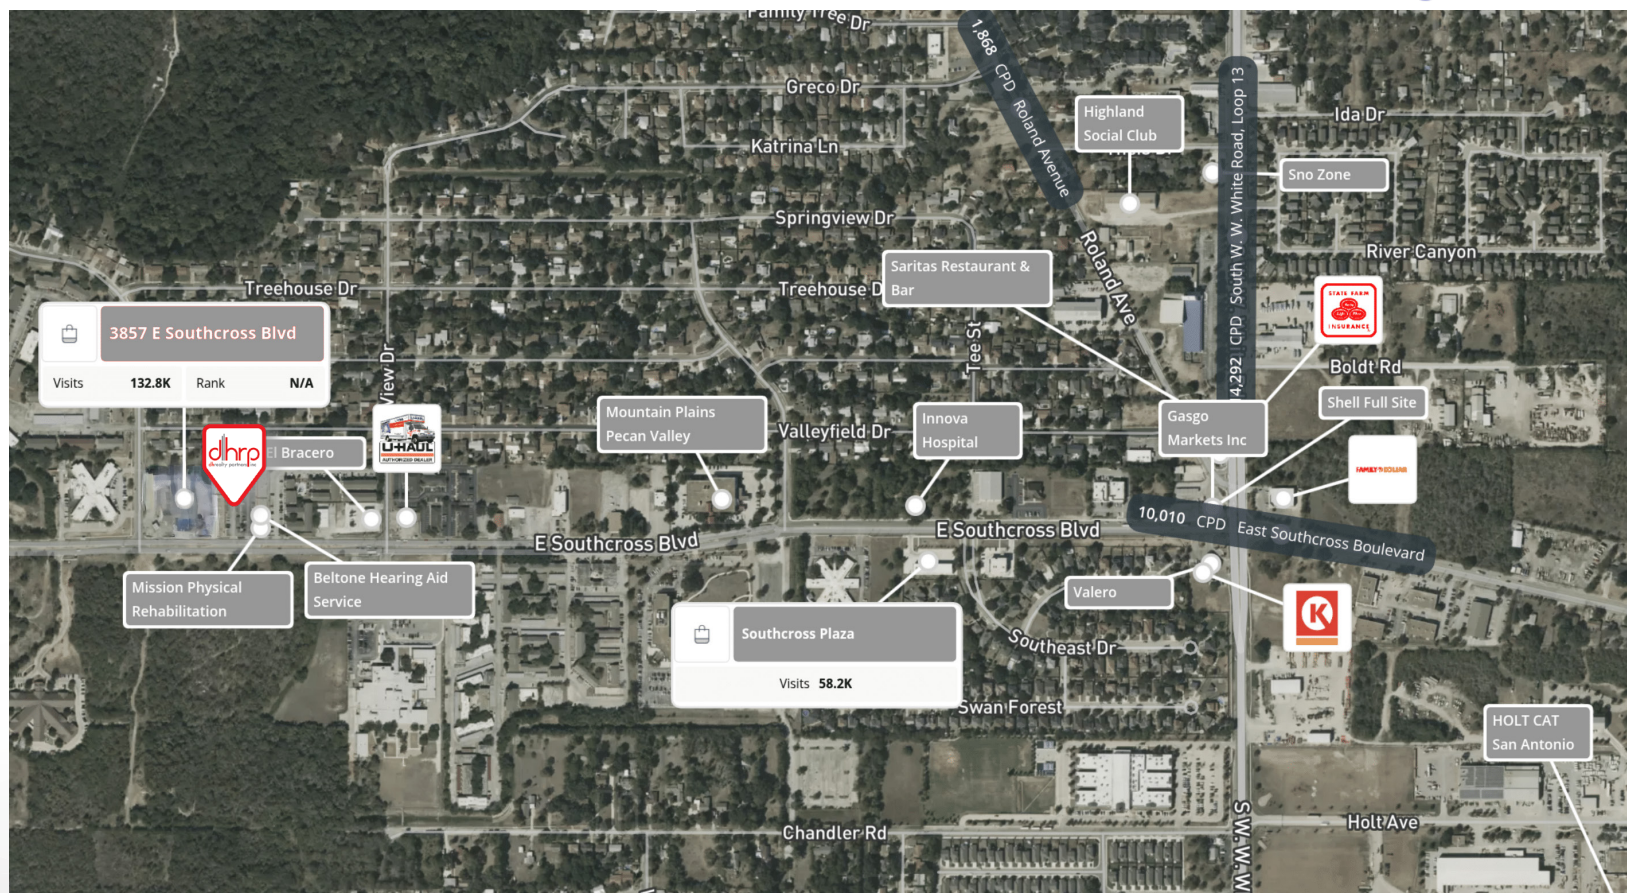 Family Tree Dr
1,868 CPD Roland Avenue
Greco Dr
Highland
Social Club
14,292 CPD South W. W. White Road, Loop 13
Ida Dr
Katrina Ln
Sno Zone
Springview Dr
River Canyon
Roland Ave
Saritas Restaurant &
Bar
Treehouse Dr
Treehouse D
STATE FARM
INSURANCE
3857 E Southcross Blvd
Visits 132.8K Rank N/A
View Dr
Tee St
Boldt Rd
Shell Full Site
Mountain Plains
Pecan Valley
Innova
Hospital
Gasgo
Markets Inc
Valleyfield Dr
U-HAUL
AUTHORIZED DEALER
dhrp
El Bracero
FAMILY DOLLAR
10,010 CPD East Southcross Boulevard
E Southcross Blvd
E Southcross Blvd
Mission Physical
Rehabilitation
Beltone Hearing Aid
Service
Valero
K
Southcross Plaza
Visits 58.2K
Southeast Dr
Swan Forest
HOLT CAT
San Antonio
Chandler Rd
S W. W. W
Holt Ave